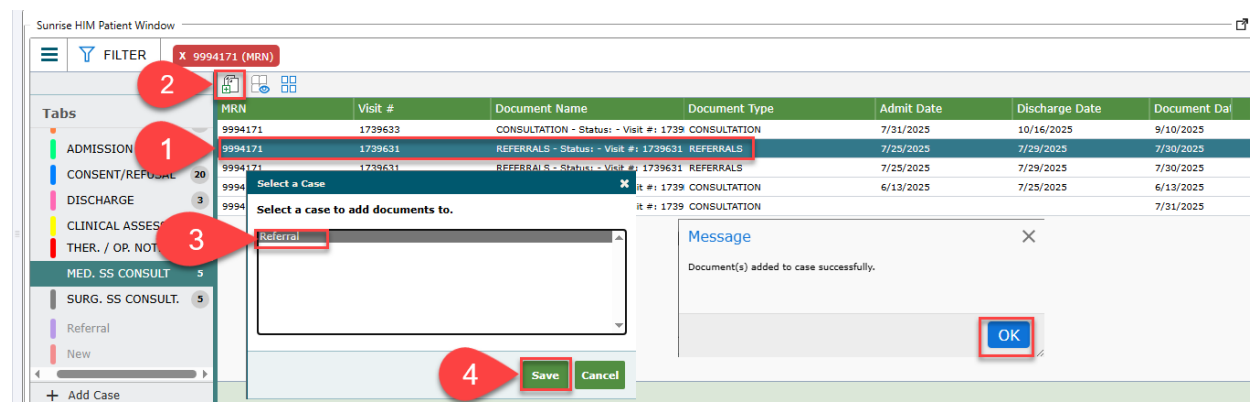 Sunrise HIM Patient Window
FILTER X 9994171 (MRN)
2
Tabs
MRN Visit # Document Name Document Type Admit Date Discharge Date Document Dat
9994171 1739633 CONSULTATION - Status: - Visit #: 1739 CONSULTATION 7/31/2025 10/16/2025 9/10/2025
1
ADMISSION 9994171 1739631 REFERRALS - Status: - Visit #: 1739631 REFERRALS 7/25/2025 7/29/2025 7/30/2025
CONSENT/REFUSAL 20 9994171 1739631 REFERRALS - Status: - Visit #: 1739631 REFERRALS 7/25/2025 7/29/2025 7/30/2025
9994 it #: 1739 CONSULTATION 6/13/2025 7/25/2025 6/13/2025
9994 it #: 1739 CONSULTATION 7/31/2025
DISCHARGE 3
CLINICAL ASSES
THER. / OP. NOT
MED. SS CONSULT 5
SURG. SS CONSULT. 5
Referral
New
+ Add Case
Select a Case
Select a case to add documents to.
3
Referral
4
Save Cancel
Message
Document(s) added to case successfully.
OK